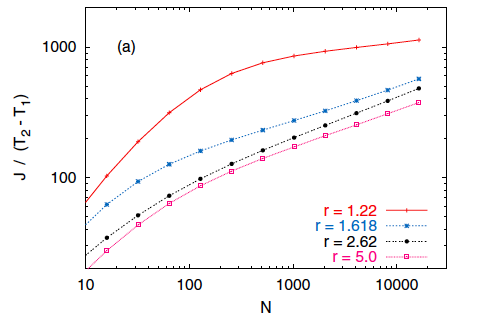 1000
(a)
J / (T₂ - T₁)
100
r = 1.22
r = 1.618
r = 2.62
r = 5.0
10
100
1000
10000
N